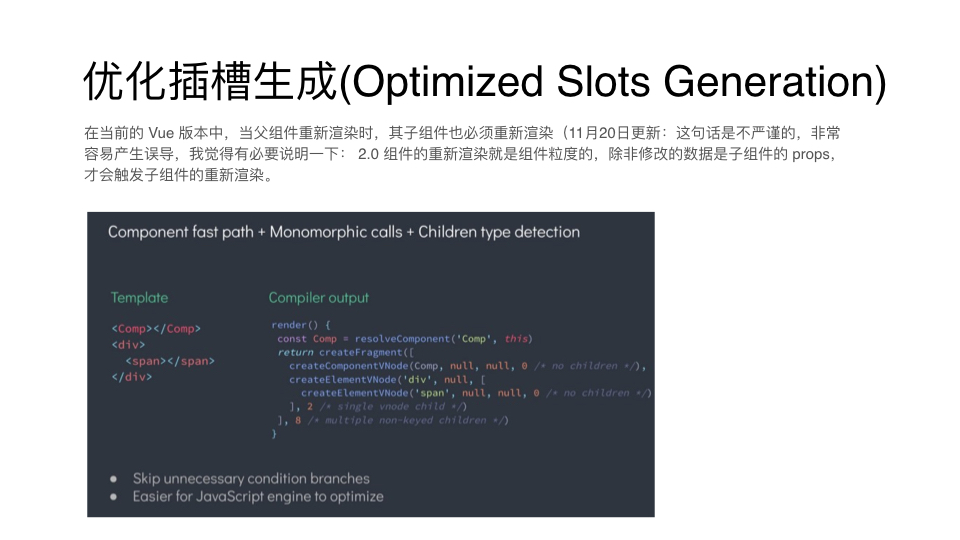 优化插槽生成(Optimized Slots Generation)
在当前的 Vue 版本中，当父组件重新渲染时，其子组件也必须重新渲染（11月20日更新：这句话是不严谨的，非常
容易产生误导，我觉得有必要说明一下： 2.0 组件的重新渲染就是组件粒度的，除非修改的数据是子组件的 props，
才会触发子组件的重新渲染。
Component fast path + Monomorphic calls + Children type detection
Template
<Comp></Comp>
<div>
  <span></span>
</div>
Compiler output
render() {
 const Comp = resolveComponent('Comp', this)
 return createFragment([
   createComponentVNode(Comp, null, null, 0 /* no children */),
   createElementVNode('div', null, [
     createElementVNode('span', null, null, 0 /* no children */)
   ], 2 /* single vnode child */)
 ], 8 /* multiple non-keyed children */)
}
● Skip unnecessary condition branches
● Easier for JavaScript engine to optimize